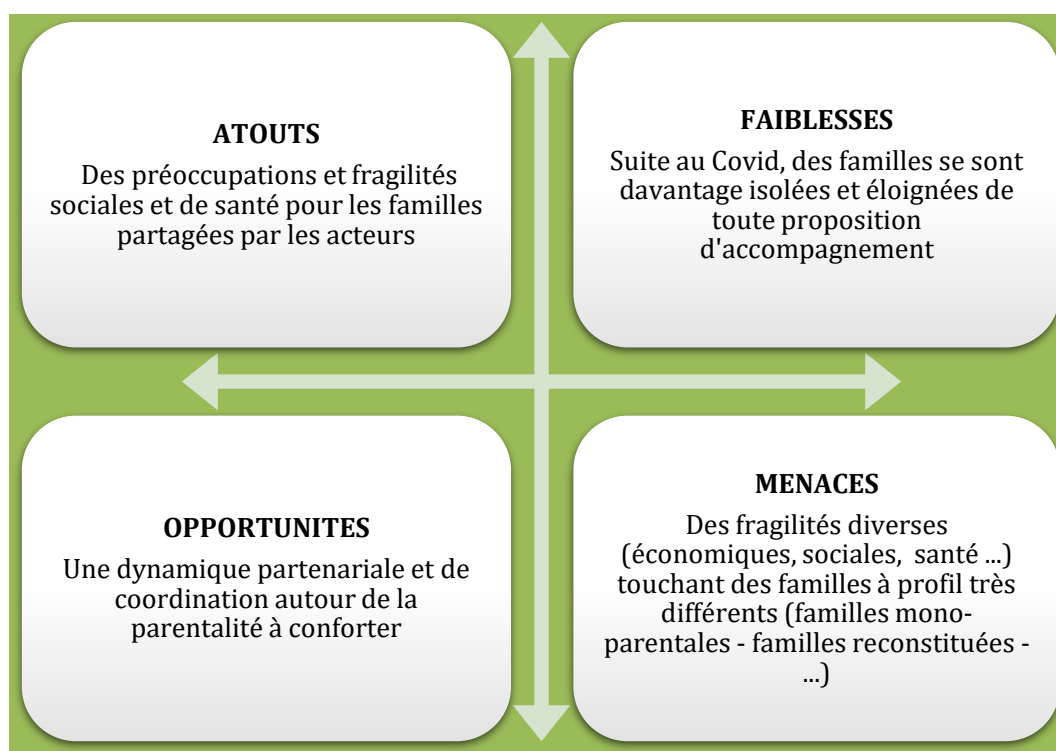 ATOUTS
Des préoccupations et fragilités
sociales et de santé pour les familles
partagées par les acteurs
FAIBLESSES
Suite au Covid, des familles se sont
davantage isolées et éloignées de
toute proposition
d'accompagnement
OPPORTUNITES
Une dynamique partenariale et de
coordination autour de la
parentalité à conforter
MENACES
Des fragilités diverses
(économiques, sociales, santé ...)
touchant des familles à profil très
différents (familles mono-
parentales - familles reconstituées -
...)